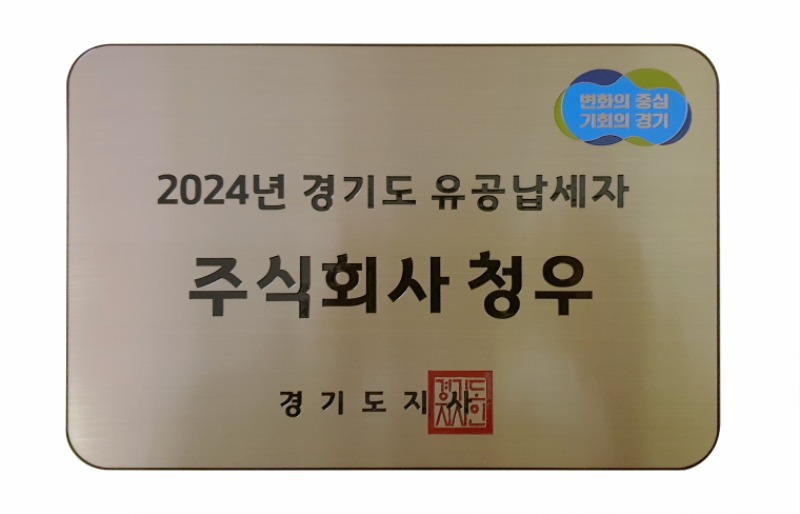 변화의 중심
기회의 경기
2024년 경기도 유공납세자
주식회사 청우
경기도지사
경기도
지사인